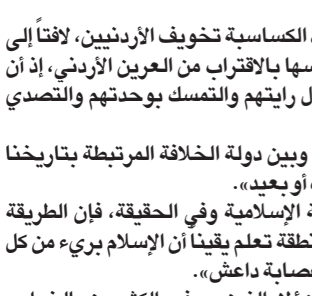 الكساسبة تخويف الأردنيين، لافتاً إلى
سها بالاقتراب من العرين الأردني، إذ أن
ل رايتهم والتمسك بوحدتهم والتصدي
وبين دولة الخلافة المرتبطة بتاريخنا
أو بعيد».
ة الإسلامية وفي الحقيقة، فإن الطريقة
نطقة تعلم يقيناً أن الإسلام بريء من كل
عصابة داعش».